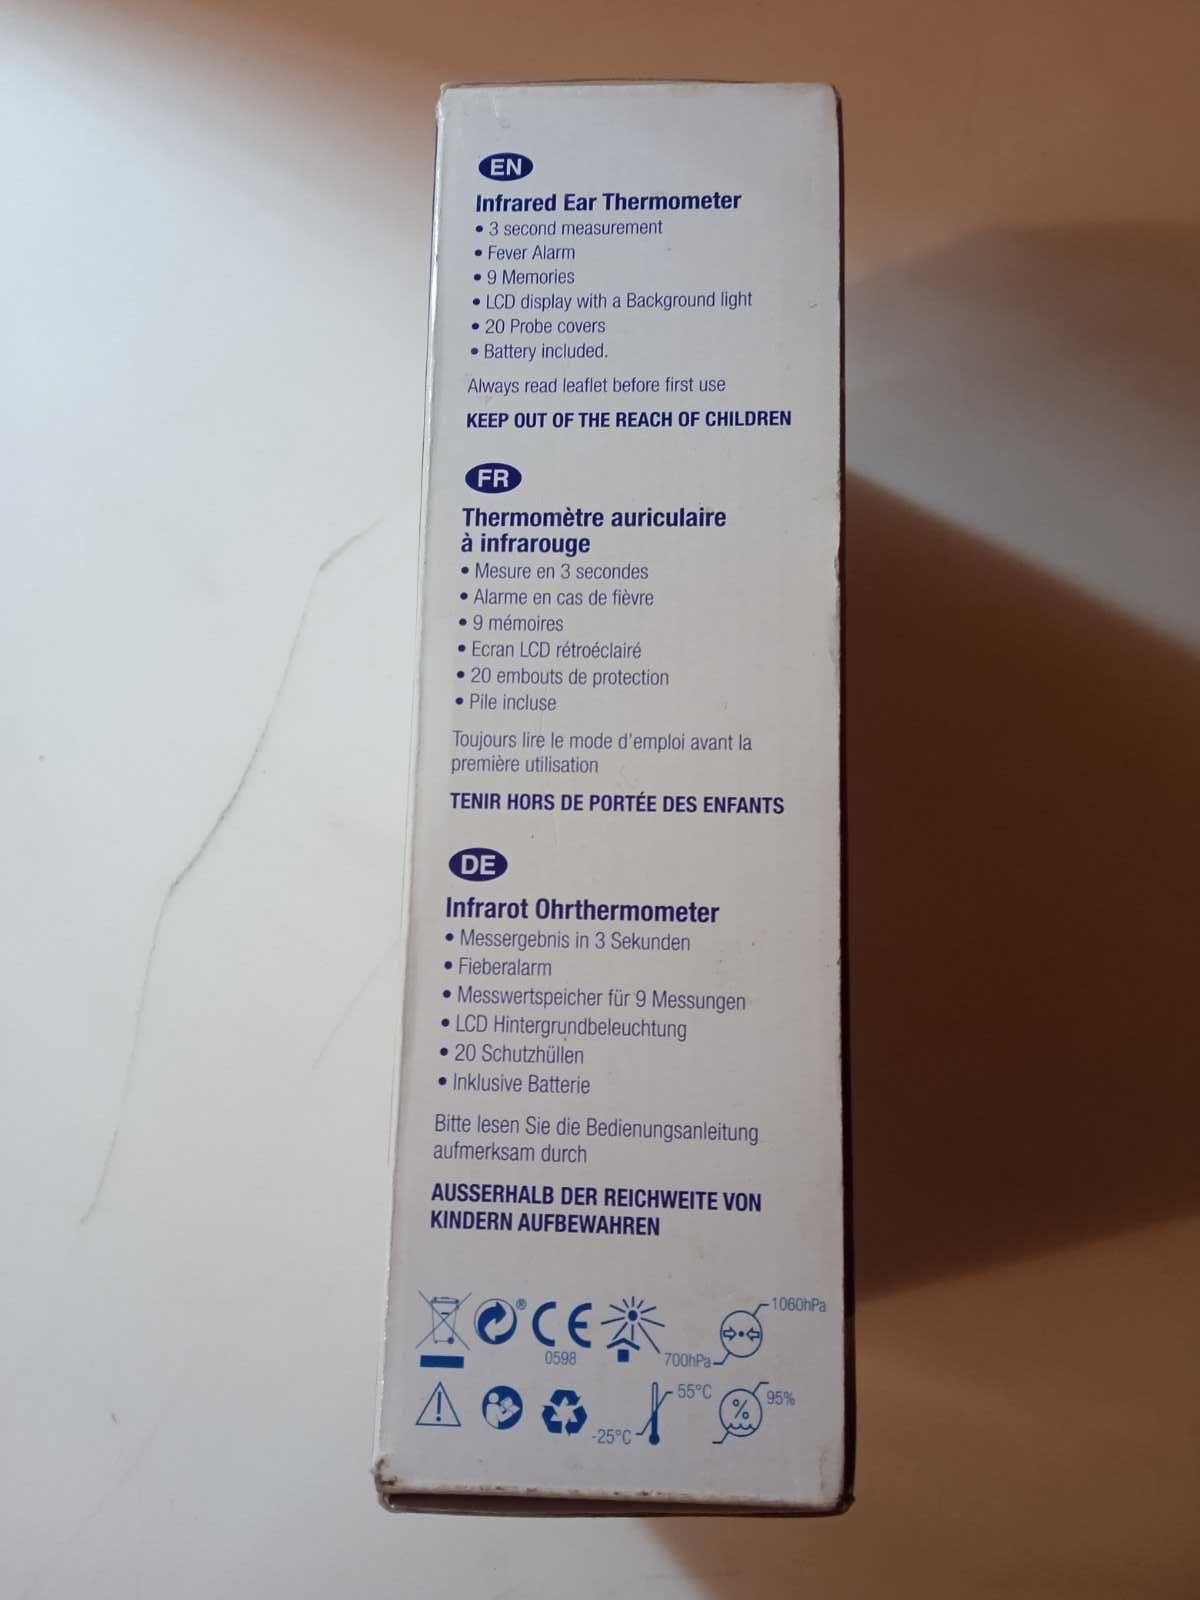 EN
Infrared Ear Thermometer
• 3 second measurement
• Fever Alarm
• 9 Memories
• LCD display with a Background light
• 20 Probe covers
• Battery included.
Always read leaflet before first use
KEEP OUT OF THE REACH OF CHILDREN
FR
Thermomètre auriculaire
à infrarouge
• Mesure en 3 secondes
• Alarme en cas de fièvre
• 9 mémoires
• Ecran LCD rétroéclairé
• 20 embouts de protection
• Pile incluse
Toujours lire le mode d'emploi avant la
première utilisation
TENIR HORS DE PORTÉE DES ENFANTS
DE
Infrarot Ohrthermometer
• Messergebnis in 3 Sekunden
• Fieberalarm
• Messwertspeicher für 9 Messungen
• LCD Hintergrundbeleuchtung
• 20 Schutzhüllen
• Inklusive Batterie
Bitte lesen Sie die Bedienungsanleitung
aufmerksam durch
AUSSERHALB DER REICHWEITE VON
KINDERN AUFBEWAHREN
® CE 1060hPa
0598 700hPa
55°C 95%
-25°C %